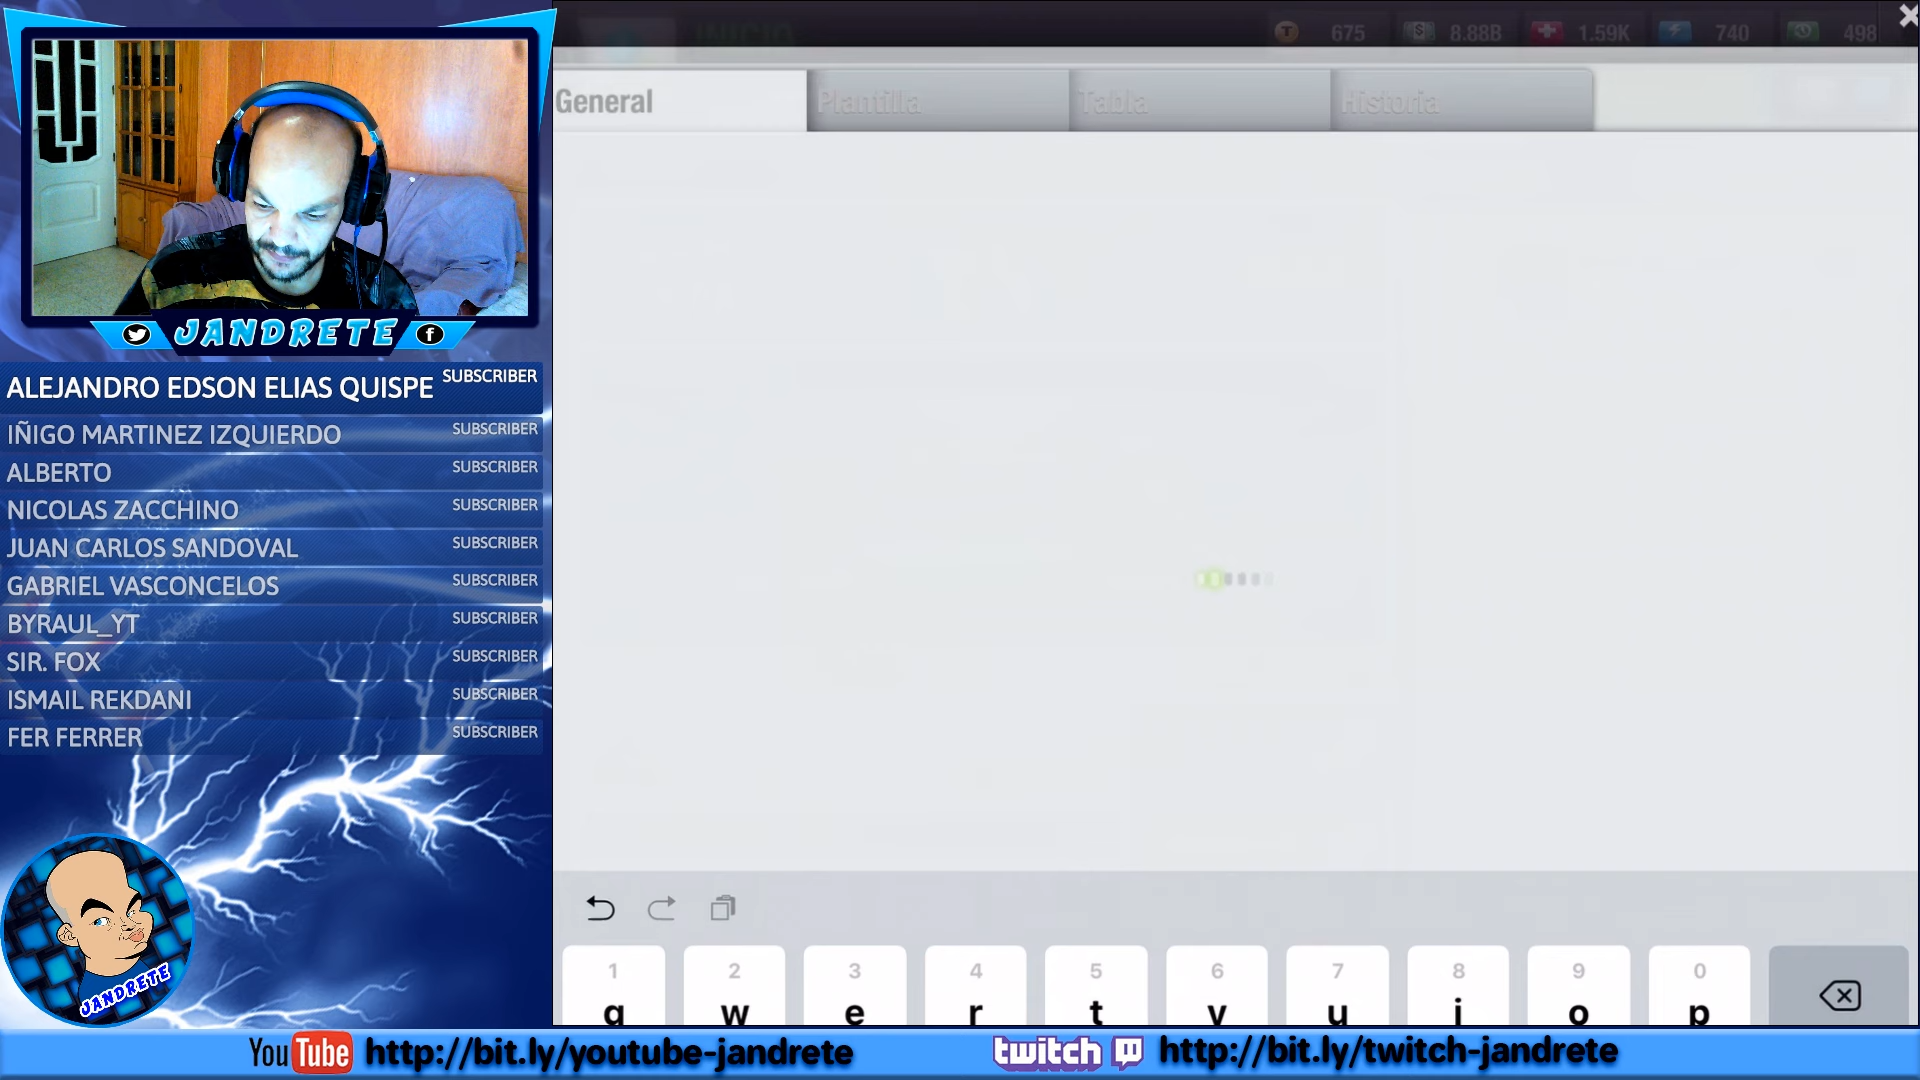 INICIO
675
8.88B
1.59K
740
498
General
Plantilla
Tabla
Historia
JANDRETE
ALEJANDRO EDSON ELIAS QUISPE SUBSCRIBER
IÑIGO MARTINEZ IZQUIERDO SUBSCRIBER
ALBERTO SUBSCRIBER
NICOLAS ZACCHINO SUBSCRIBER
JUAN CARLOS SANDOVAL SUBSCRIBER
GABRIEL VASCONCELOS SUBSCRIBER
BYRAUL_YT SUBSCRIBER
SIR. FOX SUBSCRIBER
ISMAIL REKDANI SUBSCRIBER
FER FERRER SUBSCRIBER
JANDRETE
1 2 3 4 5 6 7 8 9 0
q w e r t y u i o p
YouTube http://bit.ly/youtube-jandrete
twitch http://bit.ly/twitch-jandrete